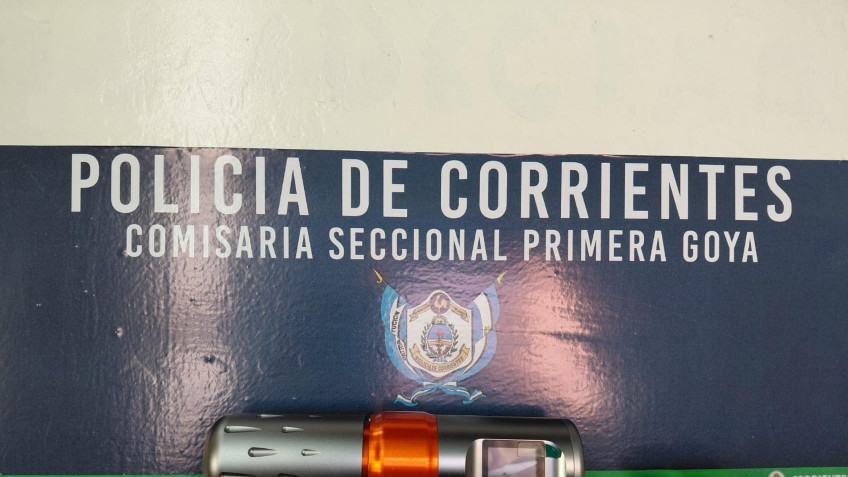 POLICIA DE CORRIENTES
COMISARIA SECCIONAL PRIMERA GOYA